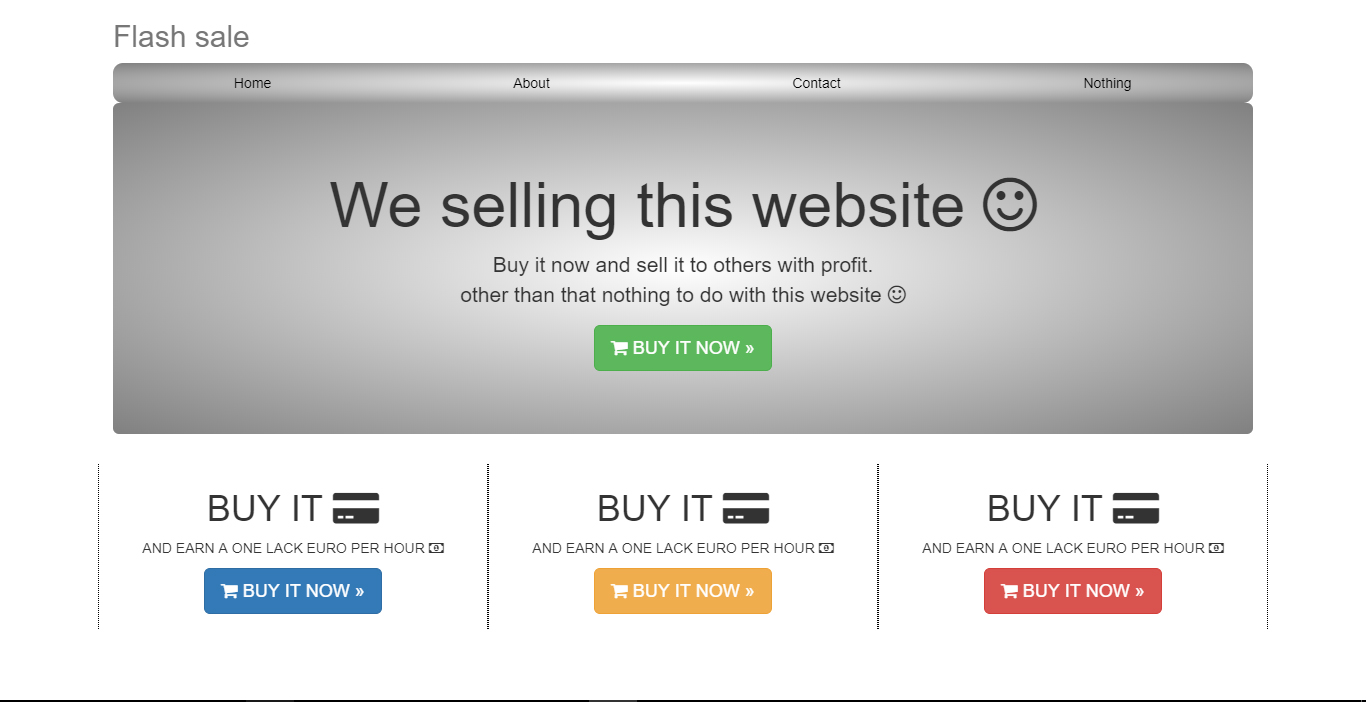 Flash sale
Home About Contact Nothing
We selling this website
Buy it now and sell it to others with profit.
other than that nothing to do with this website
BUY IT NOW »
BUY IT
AND EARN A ONE LACK EURO PER HOUR
BUY IT NOW »
BUY IT
AND EARN A ONE LACK EURO PER HOUR
BUY IT NOW »
BUY IT
AND EARN A ONE LACK EURO PER HOUR
BUY IT NOW »